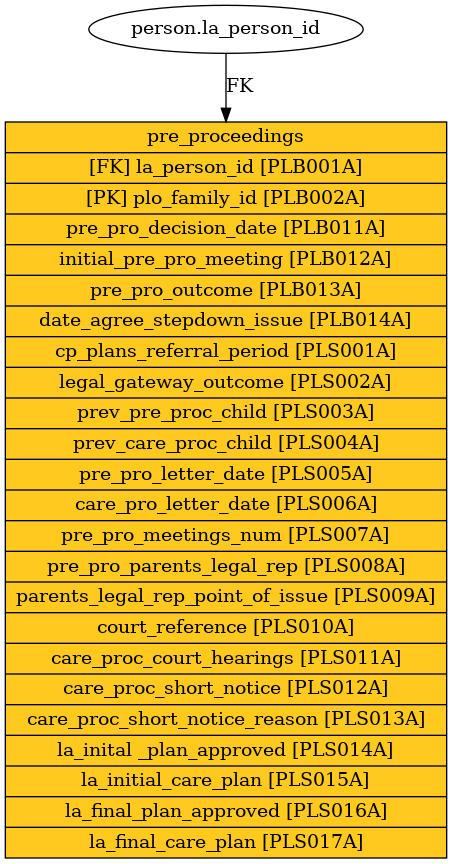 person.la_person_id
FK
pre_proceedings
[FK] la_person_id [PLB001A]
[PK] plo_family_id [PLB002A]
pre_pro_decision_date [PLB011A]
initial_pre_pro_meeting [PLB012A]
pre_pro_outcome [PLB013A]
date_agree_stepdown_issue [PLB014A]
cp_plans_referral_period [PLS001A]
legal_gateway_outcome [PLS002A]
prev_pre_proc_child [PLS003A]
prev_care_proc_child [PLS004A]
pre_pro_letter_date [PLS005A]
care_pro_letter_date [PLS006A]
pre_pro_meetings_num [PLS007A]
pre_pro_parents_legal_rep [PLS008A]
parents_legal_rep_point_of_issue [PLS009A]
court_reference [PLS010A]
care_proc_court_hearings [PLS011A]
care_proc_short_notice [PLS012A]
care_proc_short_notice_reason [PLS013A]
la_inital _plan_approved [PLS014A]
la_initial_care_plan [PLS015A]
la_final_plan_approved [PLS016A]
la_final_care_plan [PLS017A]